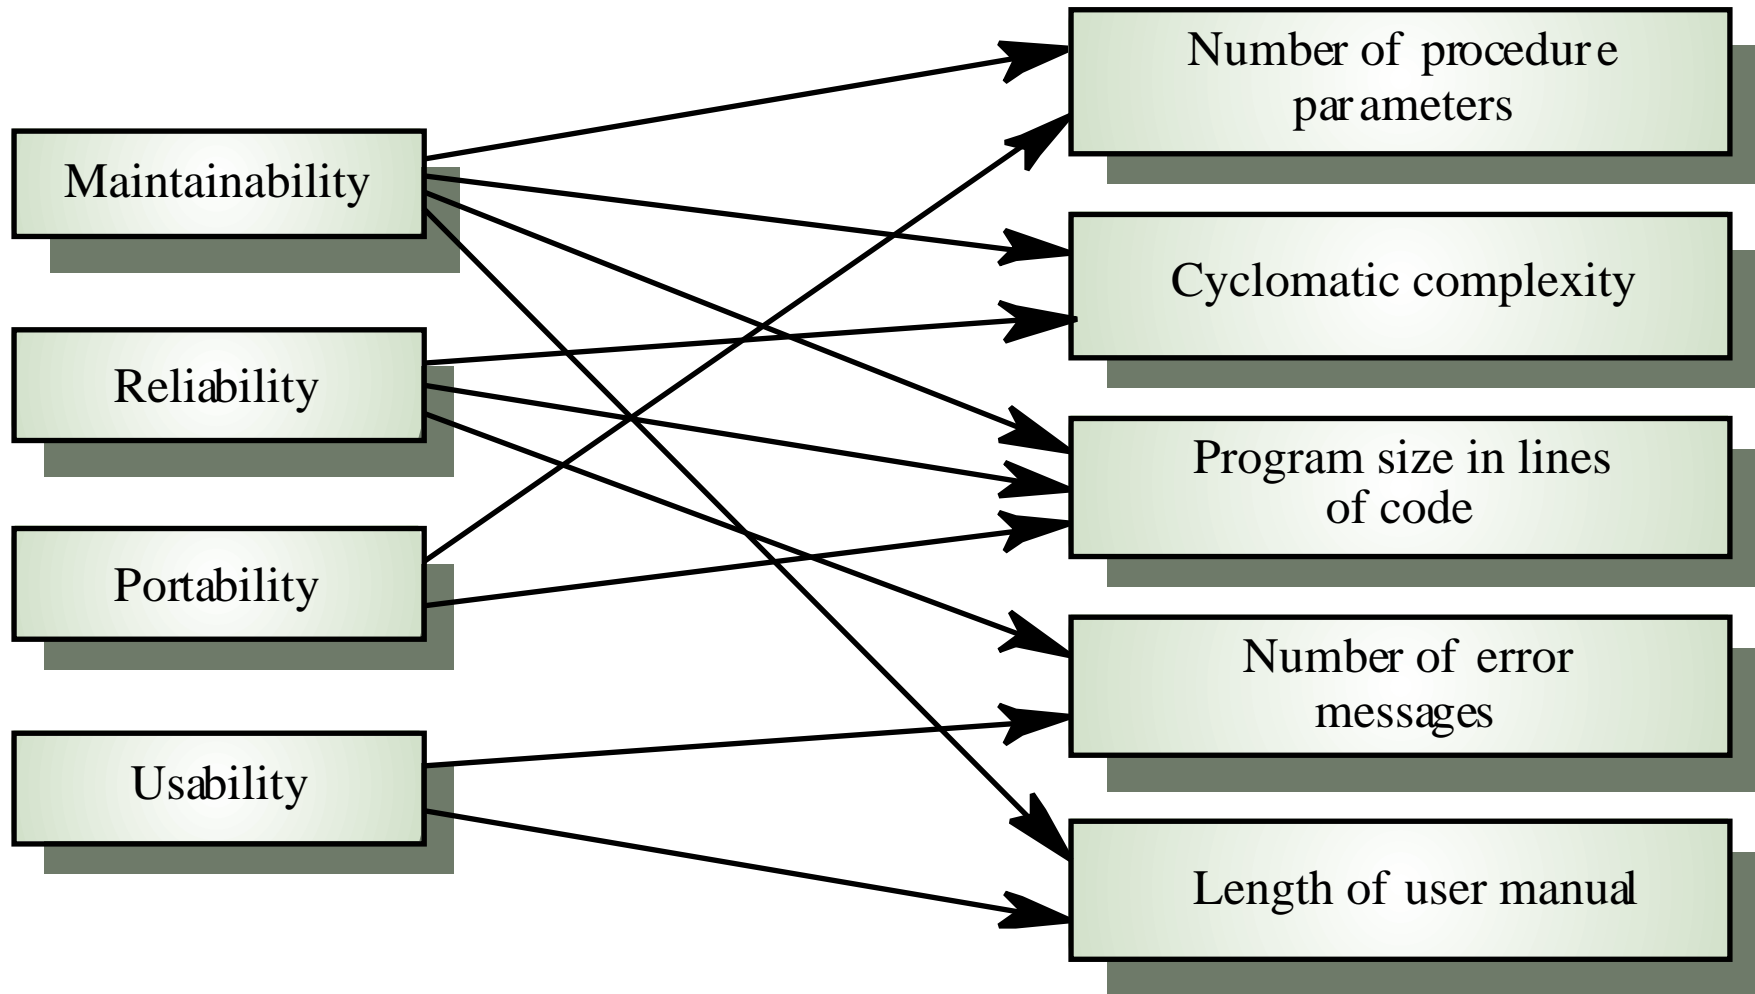 Maintainability
Reliability
Portability
Usability
Number of procedure
parameters
Cyclomatic complexity
Program size in lines
of code
Number of error
messages
Length of user manual